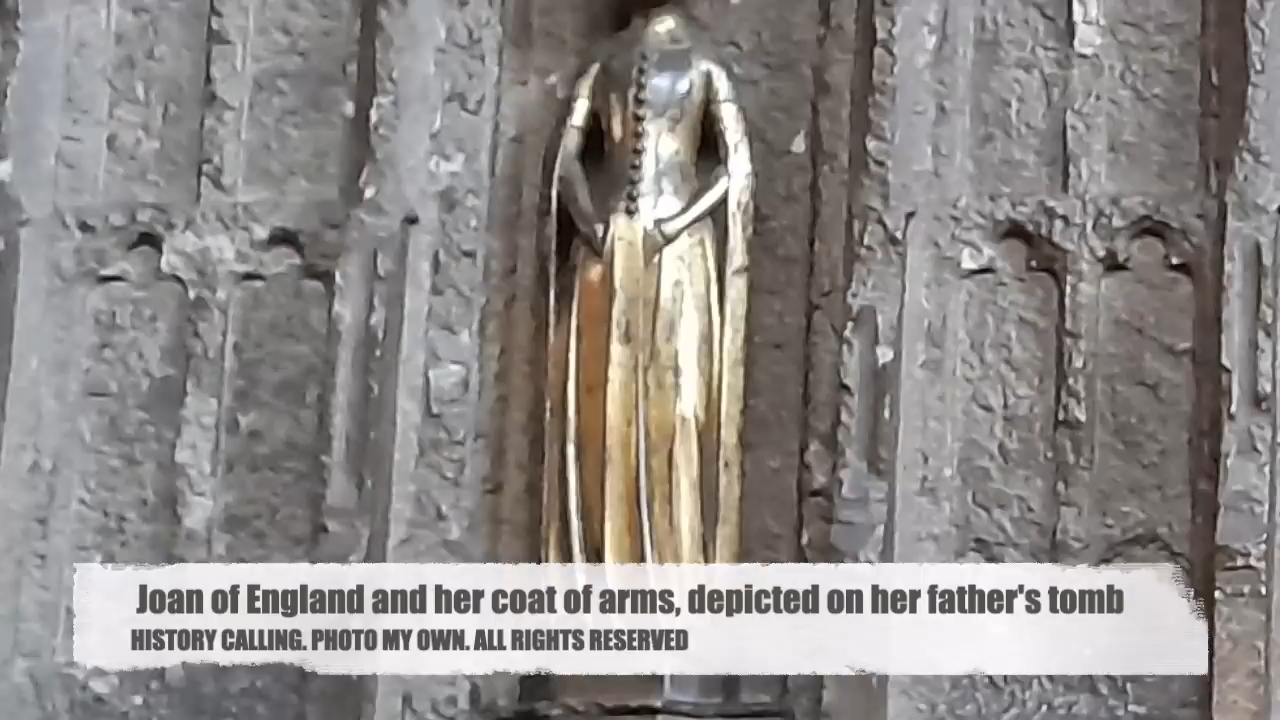 Joan of England and her coat of arms, depicted on her father's tomb
HISTORY CALLING. PHOTO MY OWN. ALL RIGHTS RESERVED